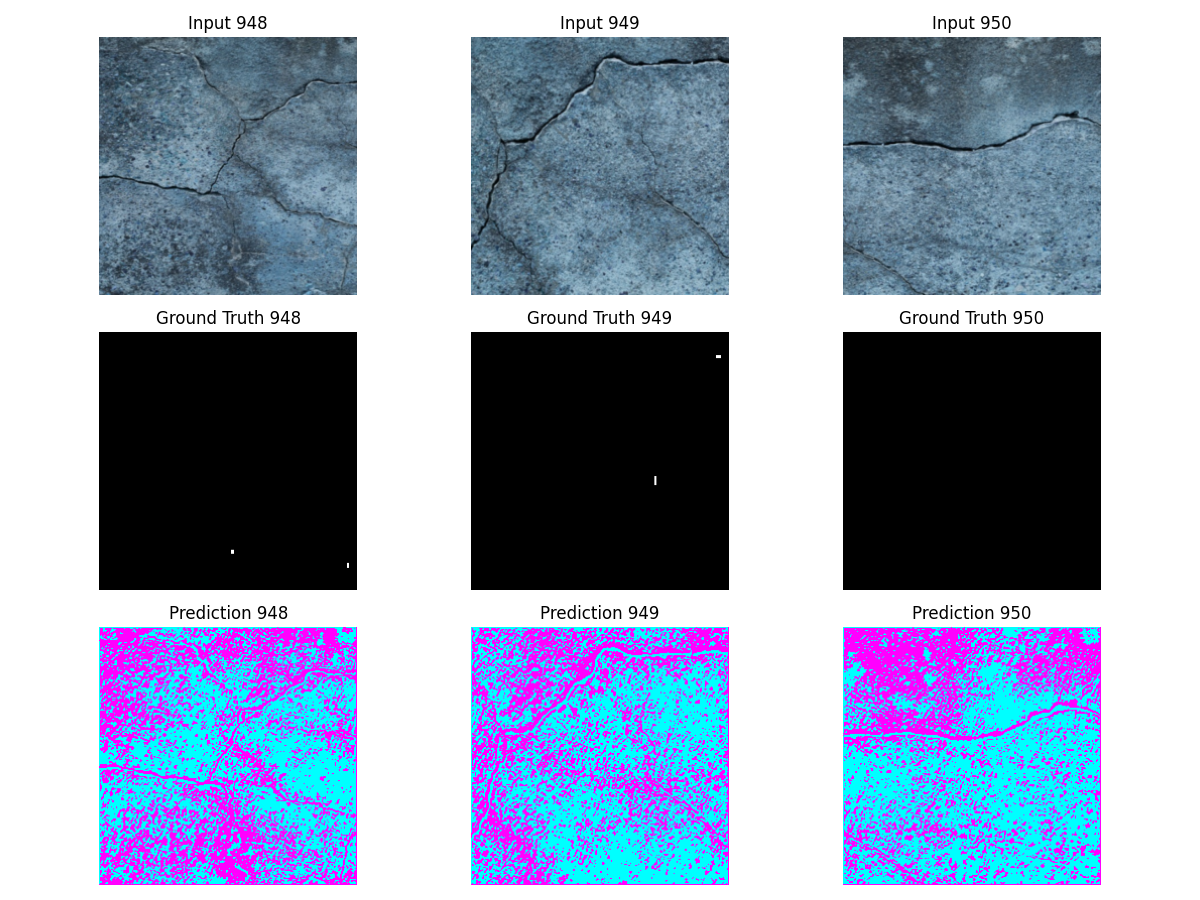 Input 948
Input 949
Input 950
Ground Truth 948
Ground Truth 949
Ground Truth 950
Prediction 948
Prediction 949
Prediction 950